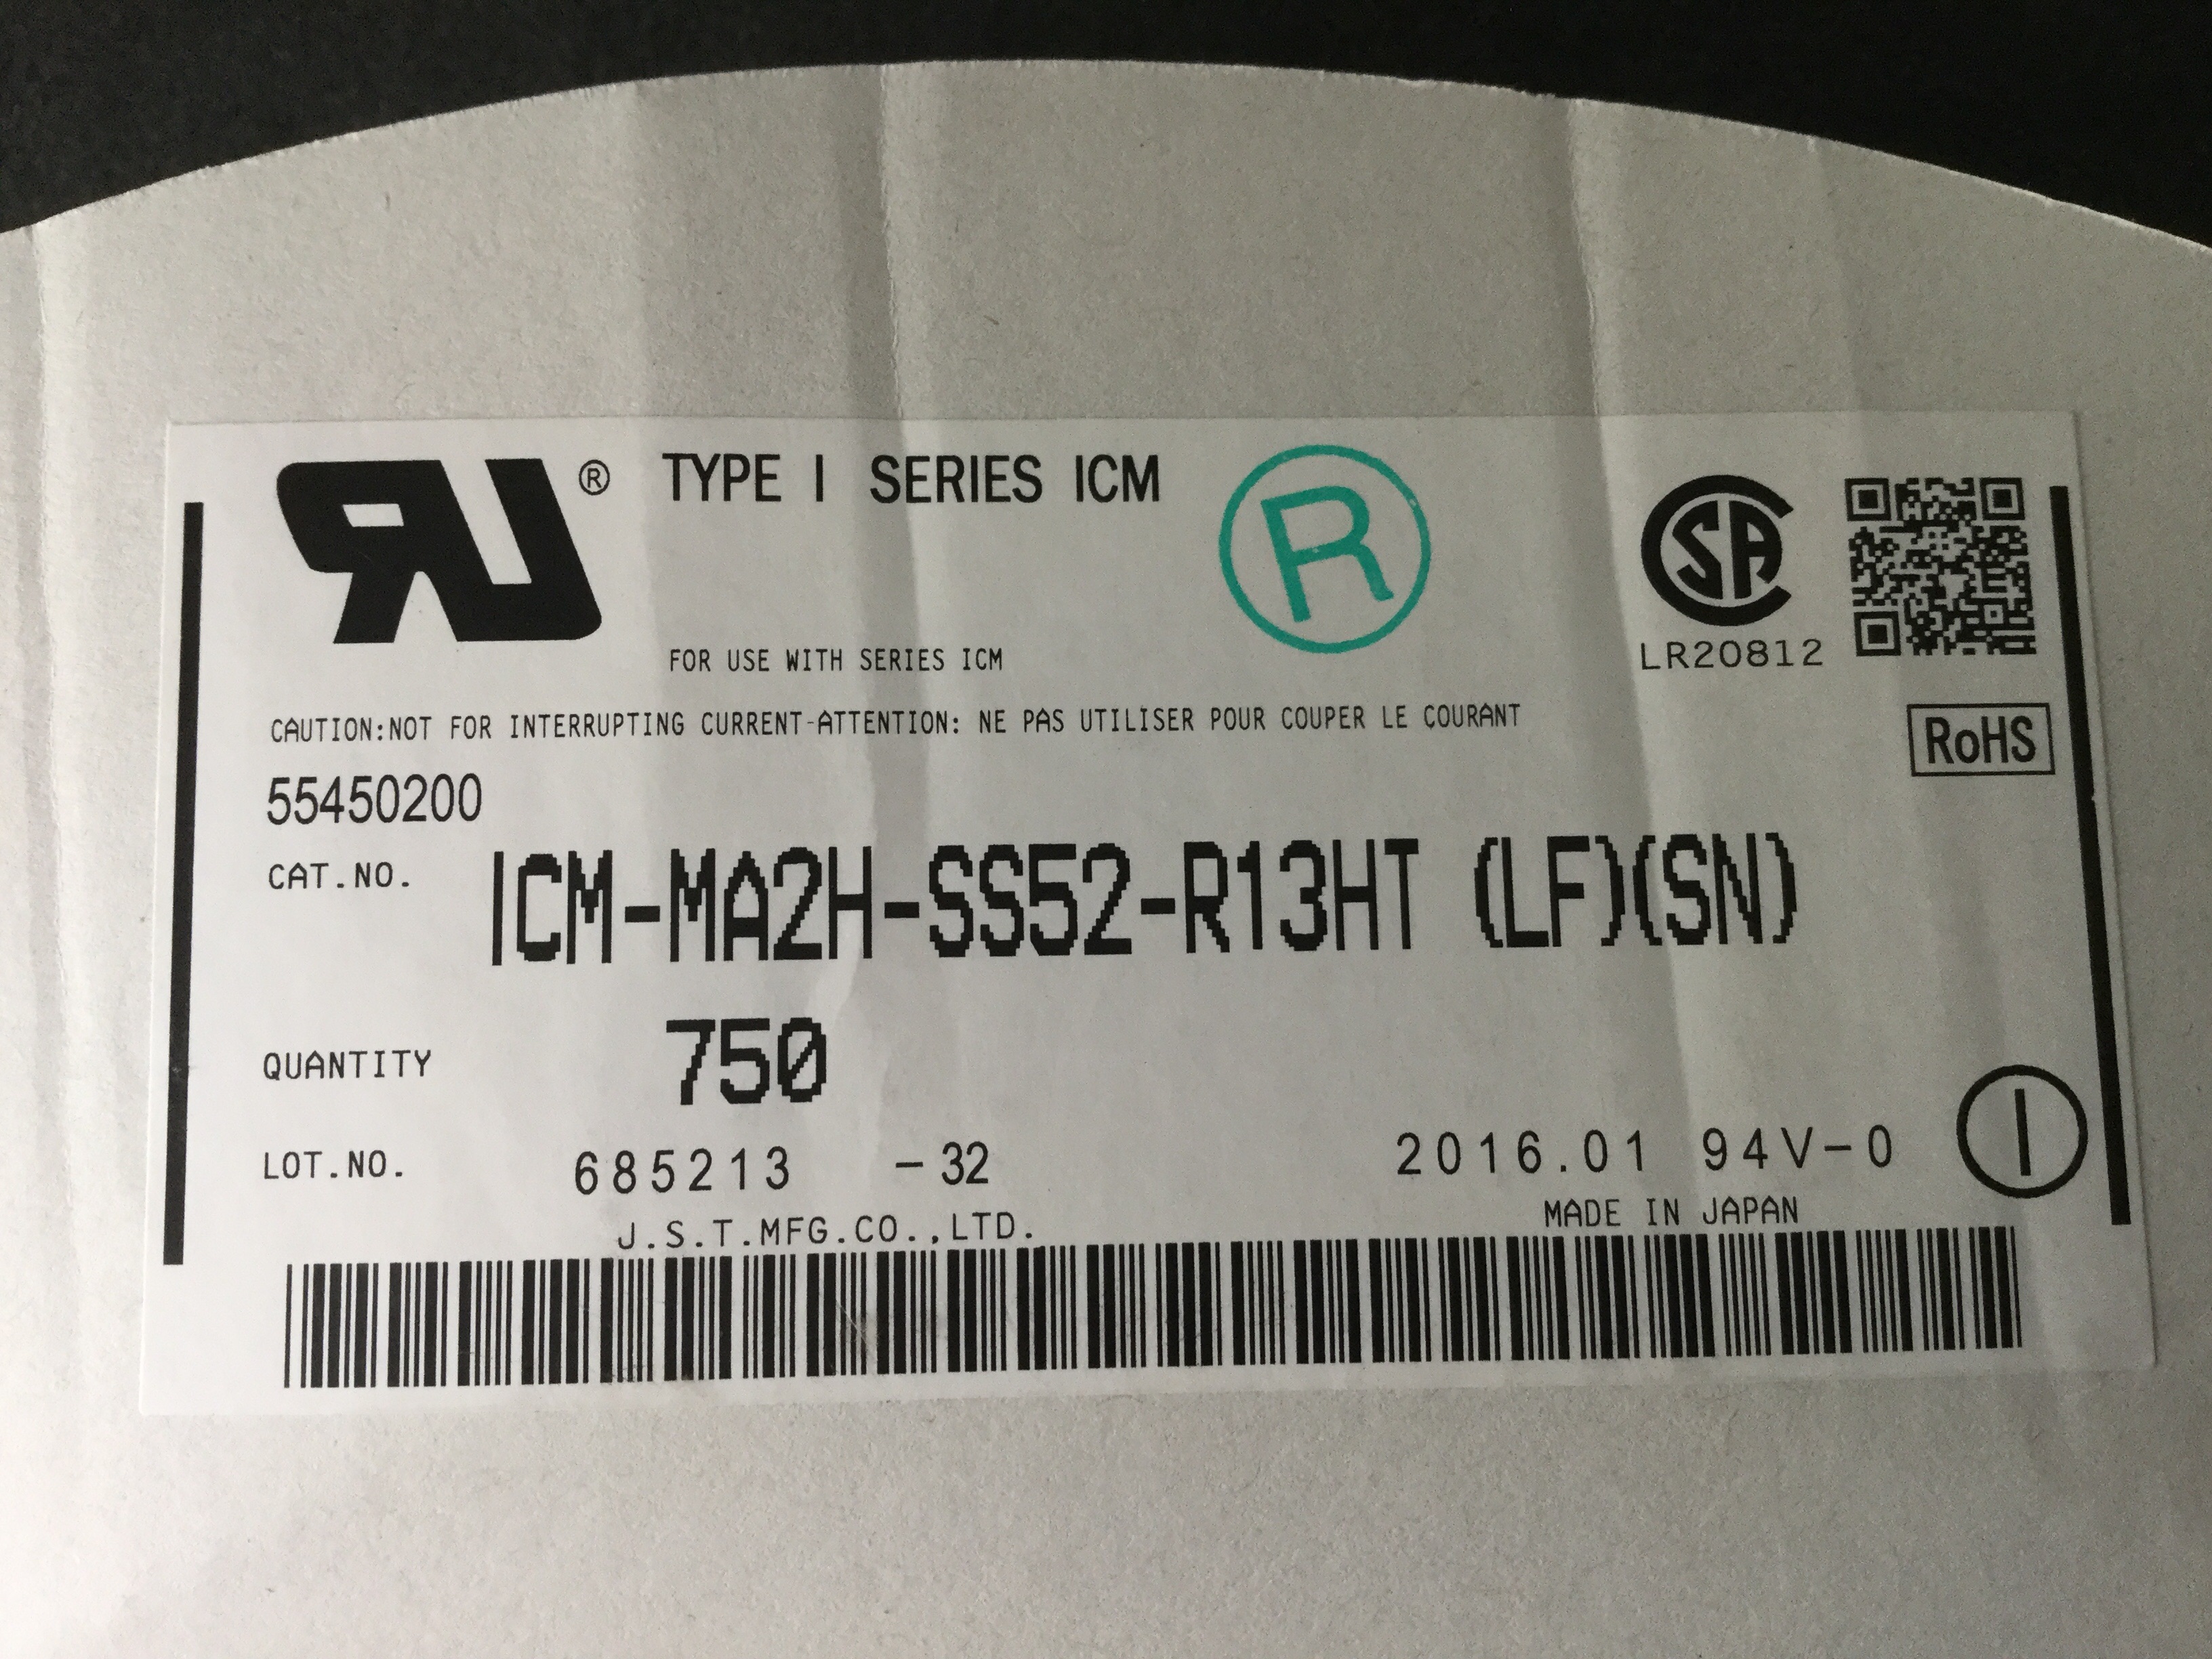 RU® TYPE I SERIES ICM R
CSA
FOR USE WITH SERIES ICM
LR20812
CAUTION:NOT FOR INTERRUPTING CURRENT-ATTENTION: NE PAS UTILISER POUR COUPER LE COURANT
RoHS
55450200
CAT.NO. ICM-MA2H-SS52-R13HT (LF)(SN)
QUANTITY 750
LOT.NO. 685213 -32 2016.01 94V-0 I
J.S.T.MFG.CO.,LTD. MADE IN JAPAN